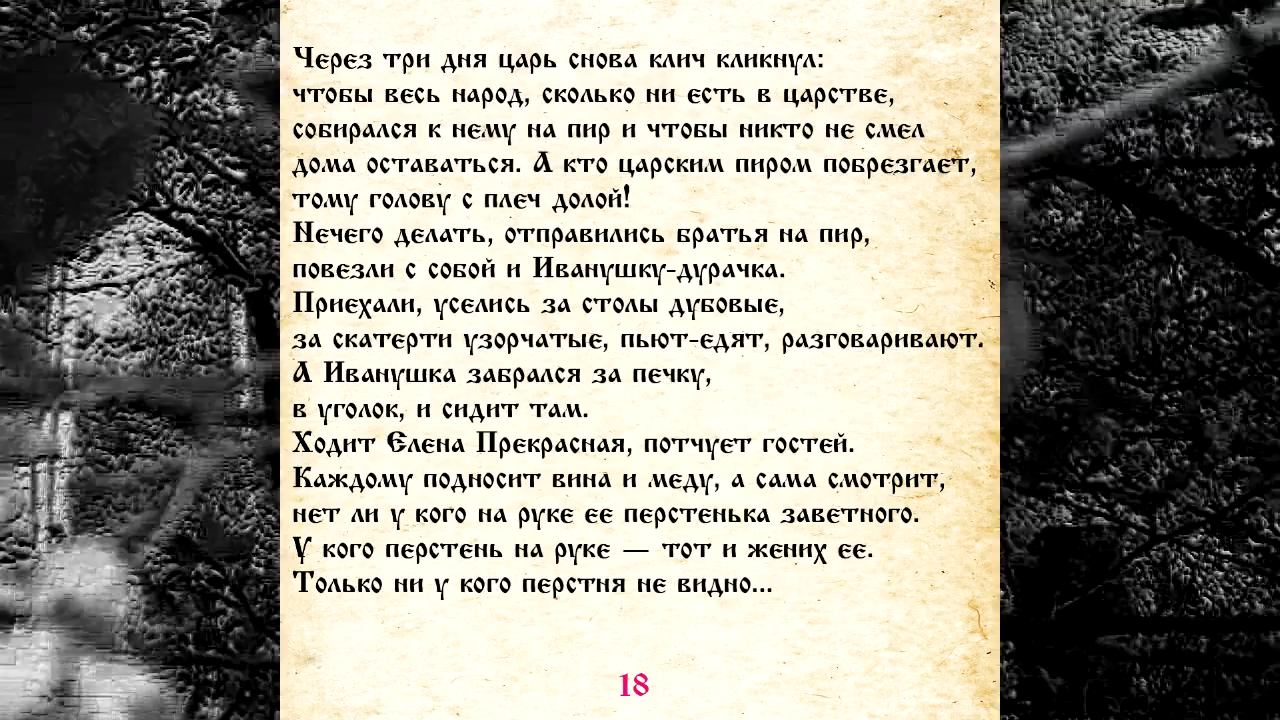 Через три дня царь снова клич кликнул:
чтобы весь народ, сколько ни есть в царстве,
собирался к нему на пир и чтобы никто не смел
дома оставаться. А кто царским пиром побрезгает,
тому голову с плеч долой!
Нечего делать, отправились братья на пир,
повезли с собой и Иванушку-дурачка.
Приехали, уселись за столы дубовые,
за скатерти узорчатые, пьют-едят, разговаривают.
А Иванушка забрался за печку,
в уголок, и сидит там.
Ходит Елена Прекрасная, потчует гостей.
Каждому подносит вина и меду, а сама смотрит,
нет ли у кого на руке ее перстенька заветного.
У кого перстень на руке — тот и жених ее.
Только ни у кого перстня не видно...
18